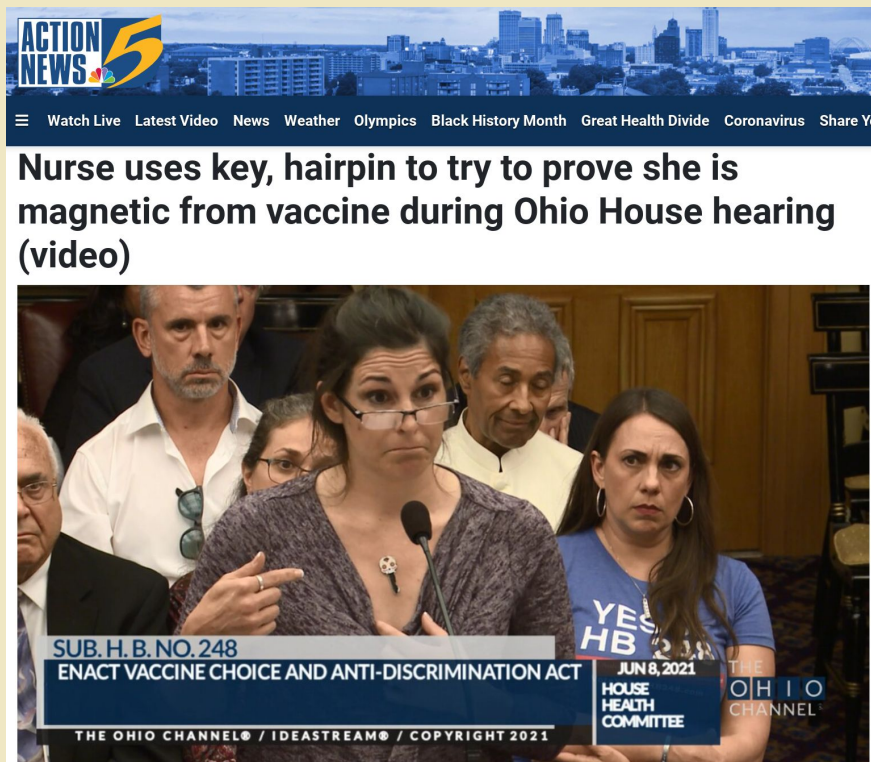 ACTION
NEWS 5
Watch Live Latest Video News Weather Olympics Black History Month Great Health Divide Coronavirus Share
Nurse uses key, hairpin to try to prove she is
magnetic from vaccine during Ohio House hearing
(video)
YES
HB 248
SUB. H. B. NO. 248
ENACT VACCINE CHOICE AND ANTI-DISCRIMINATION ACT
JUN 8, 2021
HOUSE
HEALTH
COMMITTEE
THE
OHIO
CHANNEL
THE OHIO CHANNEL® / IDEASTREAM® / COPYRIGHT 2021